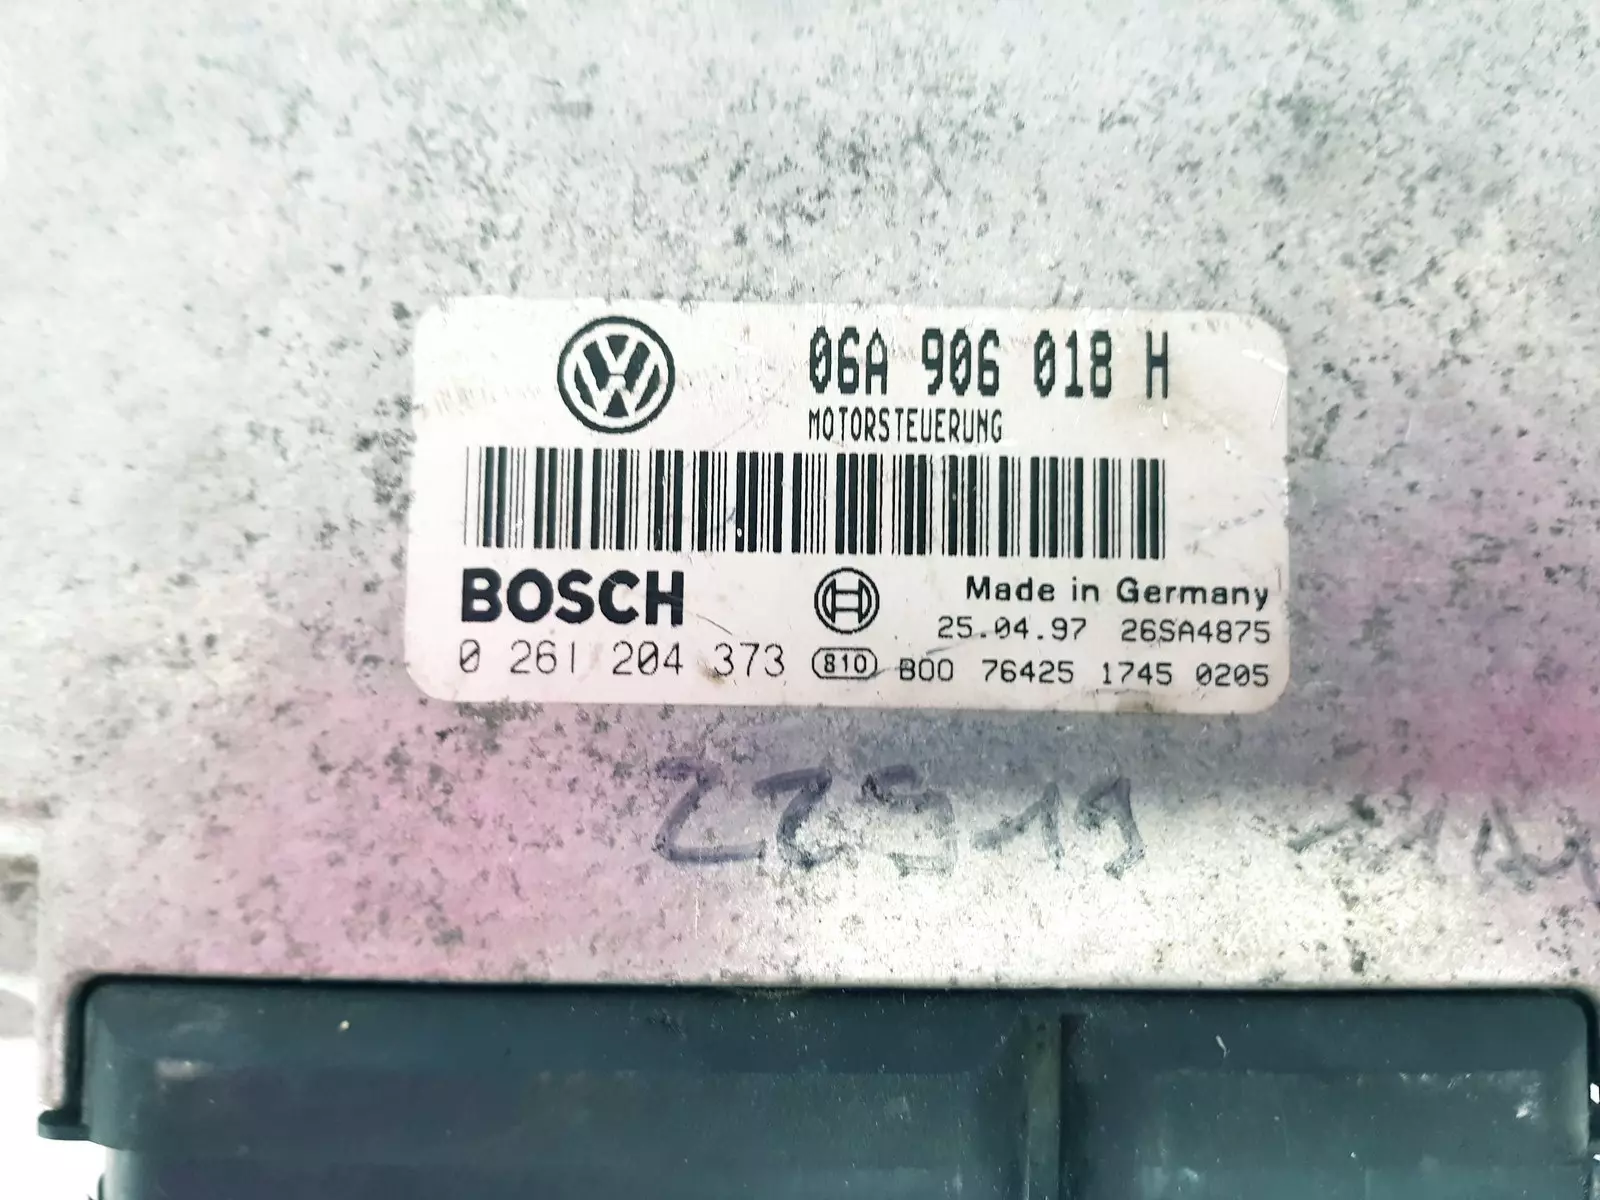 06A 906 018 H
MOTORSTEUERUNG
BOSCH
Made in Germany
25.04.97 26SA4875
0 261 204 373 810 B00 76425 1745 0205